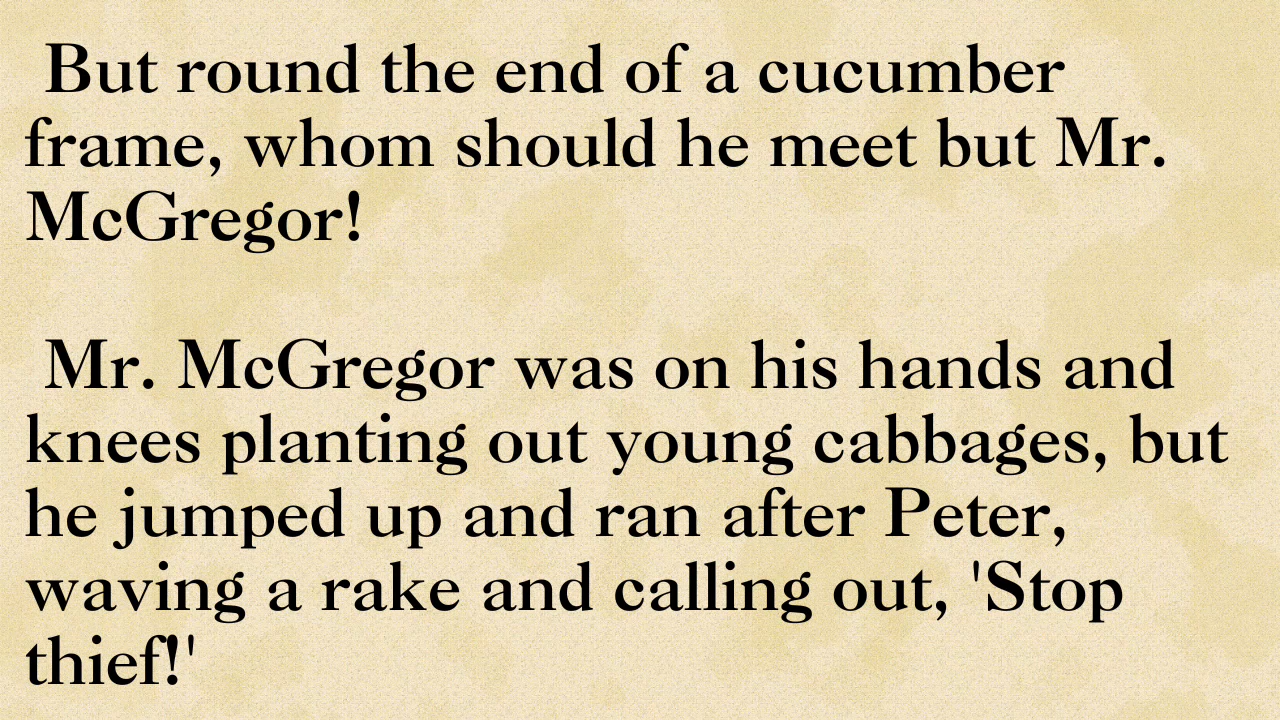 But round the end of a cucumber
frame, whom should he meet but Mr.
McGregor!
Mr. McGregor was on his hands and
knees planting out young cabbages, but
he jumped up and ran after Peter,
waving a rake and calling out, 'Stop
thief!'